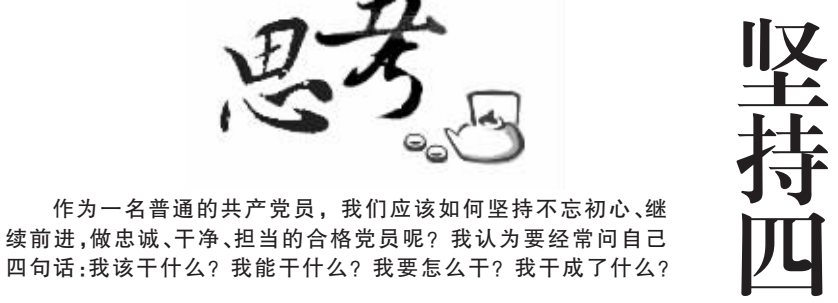 思考
作为一名普通的共产党员，我们应该如何坚持不忘初心、继
续前进，做忠诚、干净、担当的合格党员呢？我认为要经常问自己
四句话：我该干什么？我能干什么？我要怎么干？我干成了什么？
坚持四